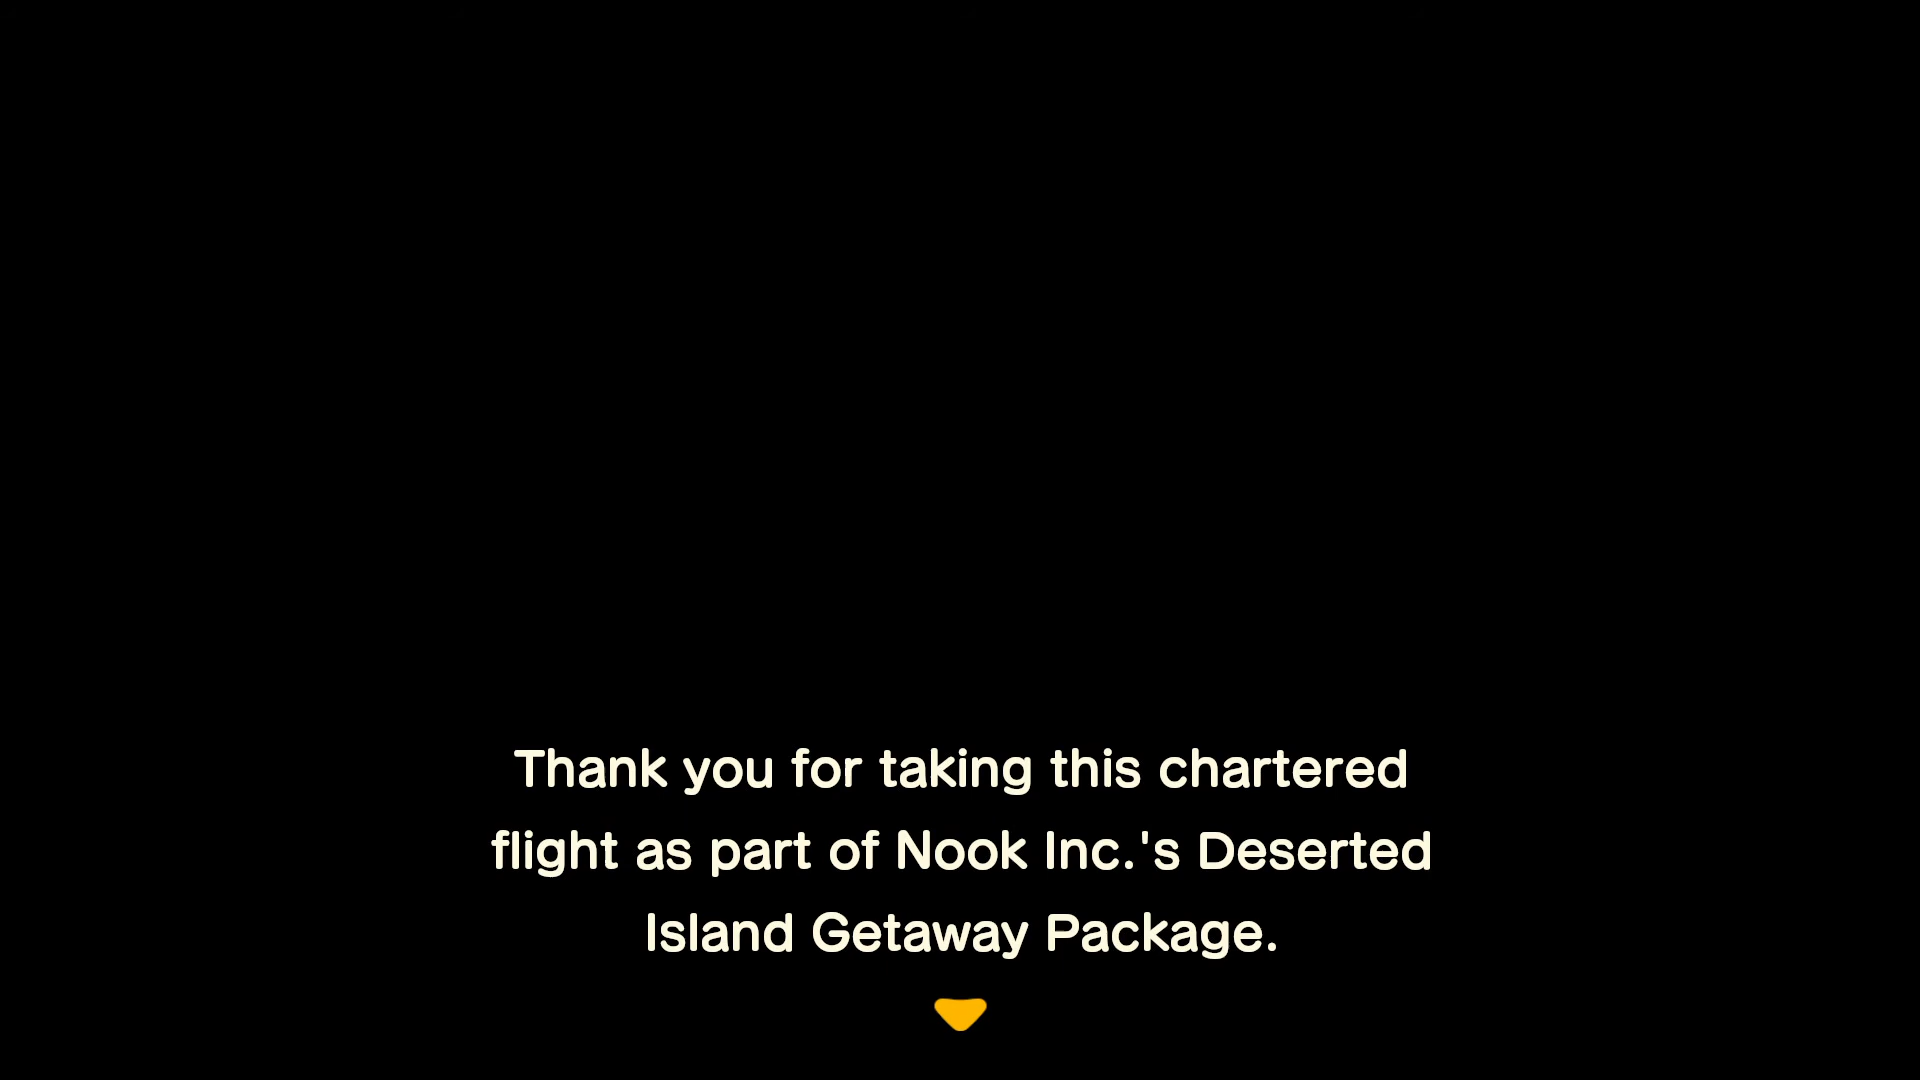 Thank you for taking this chartered
flight as part of Nook Inc.'s Deserted
Island Getaway Package.